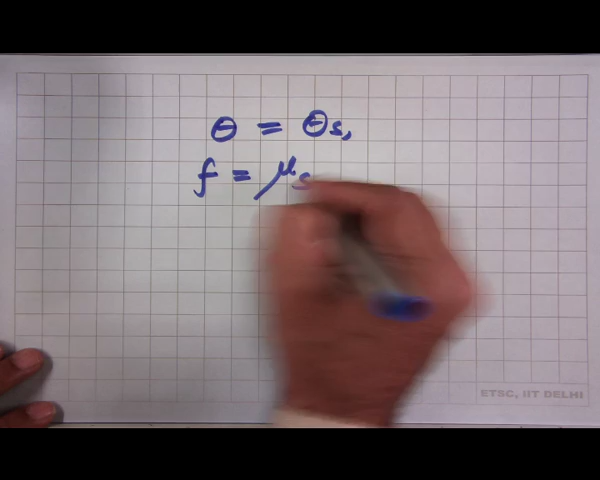 θ = θs,
f = μs
ETSC, IIT DELHI